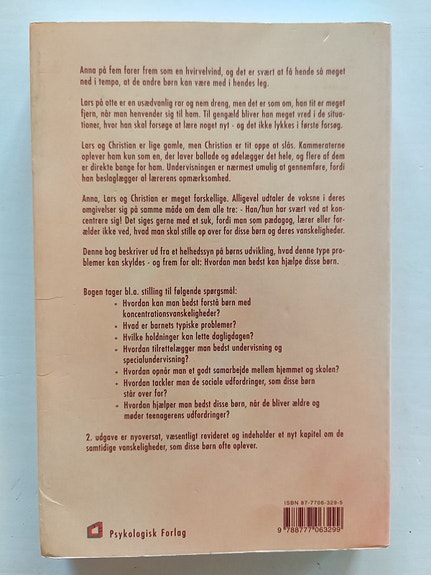 Anna på fem farer frem som en hvirvelvind, og det er svært at få hende så meget
ned i tempo, at de andre børn kan være med i hendes leg.
Lars på otte er en usædvanlig rar og nem dreng, men det er som om, han tit er meget
fjern, når man henvender sig til ham. Til gengæld bliver han meget vred i de situa-
tioner, hvor han skal forsøge at lære noget nyt - og det ikke lykkes i første forsøg.
Lars og Christian er lige gamle, men Christian er tit oppe at slås. Kammeraterne
oplever ham kun som en, der laver ballade og ødelægger det hele, og flere af dem
er direkte bange for ham. Undervisningen er nærmest umulig at gennemføre, fordi
han beslaglægger al lærerens opmærksomhed.
Anna, Lars og Christian er meget forskellige. Alligevel udtaler de voksne i deres
omgivelser sig på samme måde om dem alle tre: - Han/hun har svært ved at kon-
centrere sig! Det siges gerne med et suk, fordi man som pædagog, lærer eller for-
ælder ikke ved, hvad man skal stille op over for disse børn og deres vanskeligheder.
Denne bog beskriver ud fra et helhedssyn på børns udvikling, hvad denne type pro-
blemer kan skyldes - og frem for alt: Hvordan man bedst kan hjælpe disse børn.
Bogen tager bl.a. stilling til følgende spørgsmål:
• Hvordan kan man bedst forstå børn med
koncentrationsvanskeligheder?
• Hvad er barnets typiske problemer?
• Hvilke holdninger kan lette dagligdagen?
• Hvordan tilrettelægger man bedst undervisning og
specialundervisning?
• Hvordan opnår man et godt samarbejde mellem hjemmet og skolen?
• Hvordan tackler man de sociale udfordringer, som disse børn
står over for?
• Hvordan hjælper man bedst disse børn, når de bliver ældre og
møder teenagerens udfordringer?
2. udgave er nyoversat, væsentligt revideret og indeholder et nyt kapitel om de
samtidige vanskeligheder, som disse børn ofte oplever.
ISBN 87-7706-329-5
Psykologisk Forlag
9 788777 063299